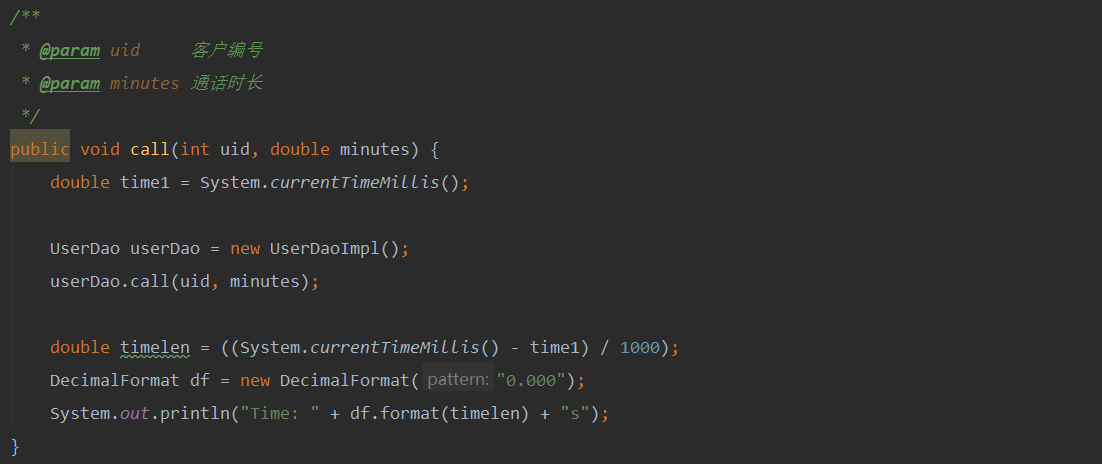 /**
 * @param uid     客户编号
 * @param minutes 通话时长
 */
public void call(int uid, double minutes) {
    double time1 = System.currentTimeMillis();
    UserDao userDao = new UserDaoImpl();
    userDao.call(uid, minutes);
    double timelen = ((System.currentTimeMillis() - time1) / 1000);
    DecimalFormat df = new DecimalFormat( pattern: "0.000");
    System.out.println("Time: " + df.format(timelen) + "s");
}